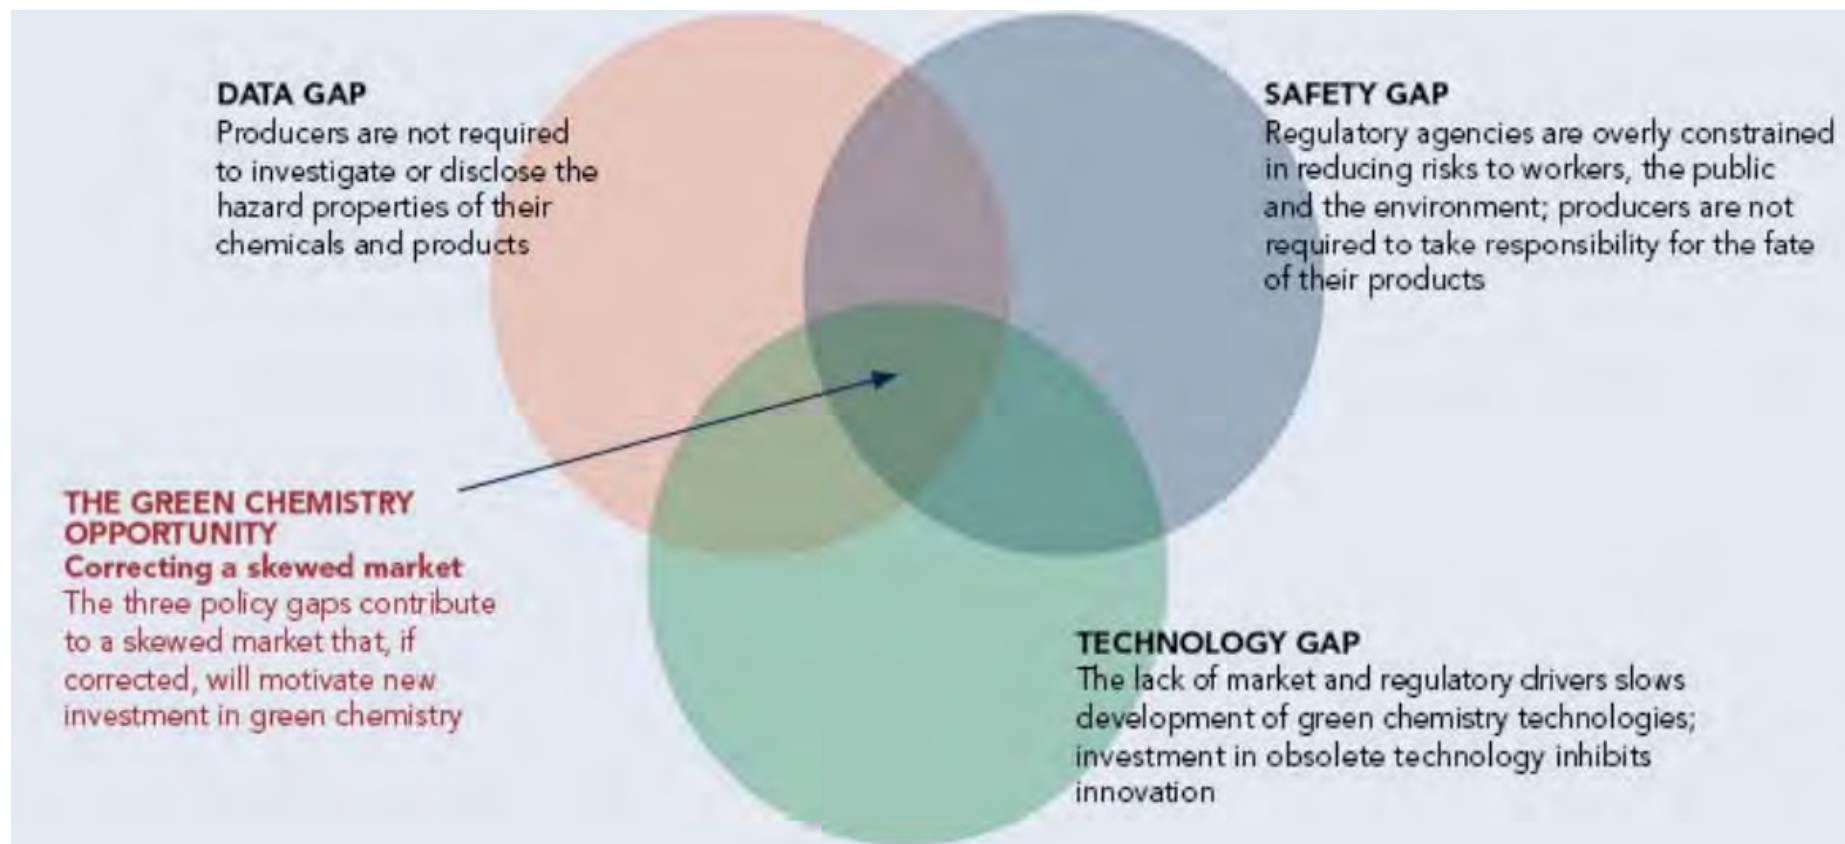 DATA GAP
Producers are not required
to investigate or disclose the
hazard properties of their
chemicals and products
SAFETY GAP
Regulatory agencies are overly constrained
in reducing risks to workers, the public
and the environment; producers are not
required to take responsibility for the fate
of their products
THE GREEN CHEMISTRY
OPPORTUNITY
Correcting a skewed market
The three policy gaps contribute
to a skewed market that, if
corrected, will motivate new
investment in green chemistry
TECHNOLOGY GAP
The lack of market and regulatory drivers slows
development of green chemistry technologies;
investment in obsolete technology inhibits
innovation